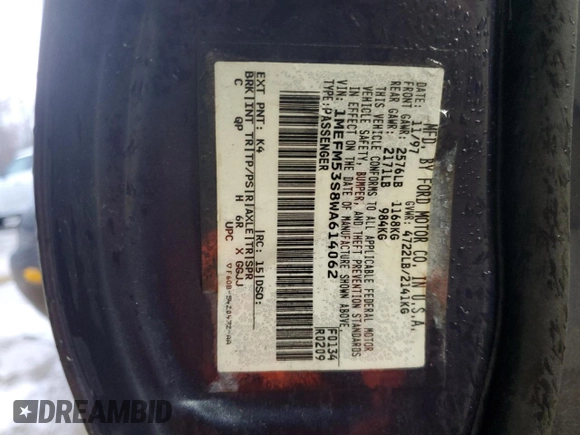 MFD. BY FORD MOTOR CO. IN U.S.A.
DATE: 11/97 GVWR: 4722LB/2141KG
FRONT GAWR: 2576LB 1168KG
REAR GAWR: 2171LB 984KG
THIS VEHICLE CONFORMS TO ALL APPLICABLE FEDERAL MOTOR
VEHICLE SAFETY, BUMPER, AND THEFT PREVENTION STANDARDS
IN EFFECT ON THE DATE OF MANUFACTURE SHOWN ABOVE.
VIN: 1MEFM53S8WA614062 F0134
TYPE: PASSENGER R0209
EXT PNT: K4 RC: 15 DSO:
BRK INT TR TP/PS R AXLE TR SPR
C QP H 6R X GGJJ
UPC
DREAMBID